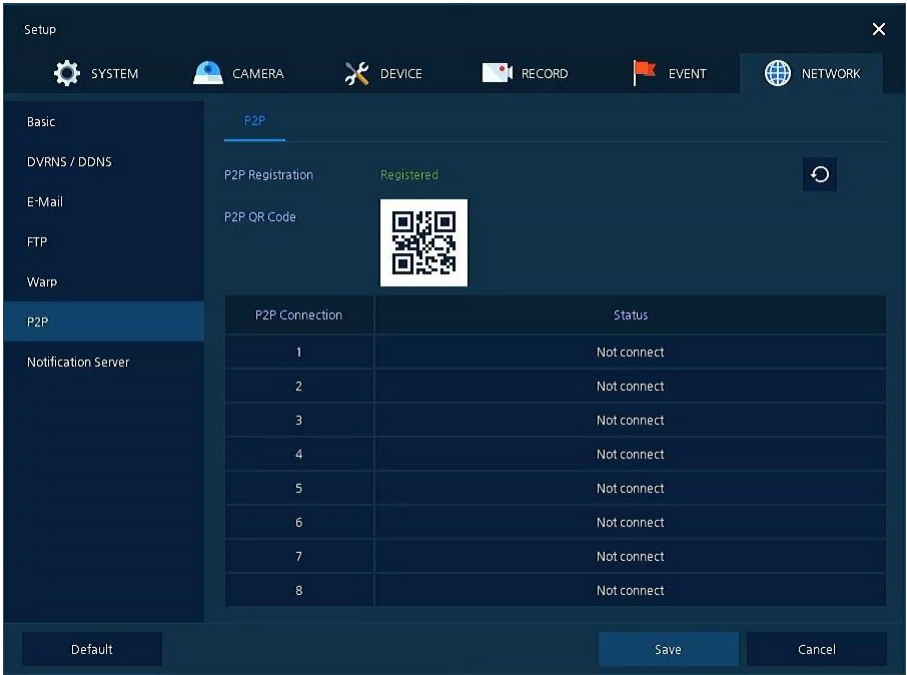 Setup
SYSTEM CAMERA DEVICE RECORD EVENT NETWORK
Basic
DVRNS / DDNS
E-Mail
FTP
Warp
P2P
Notification Server
P2P
P2P Registration Registered
P2P QR Code
P2P Connection Status
1 Not connect
2 Not connect
3 Not connect
4 Not connect
5 Not connect
6 Not connect
7 Not connect
8 Not connect
Default Save Cancel